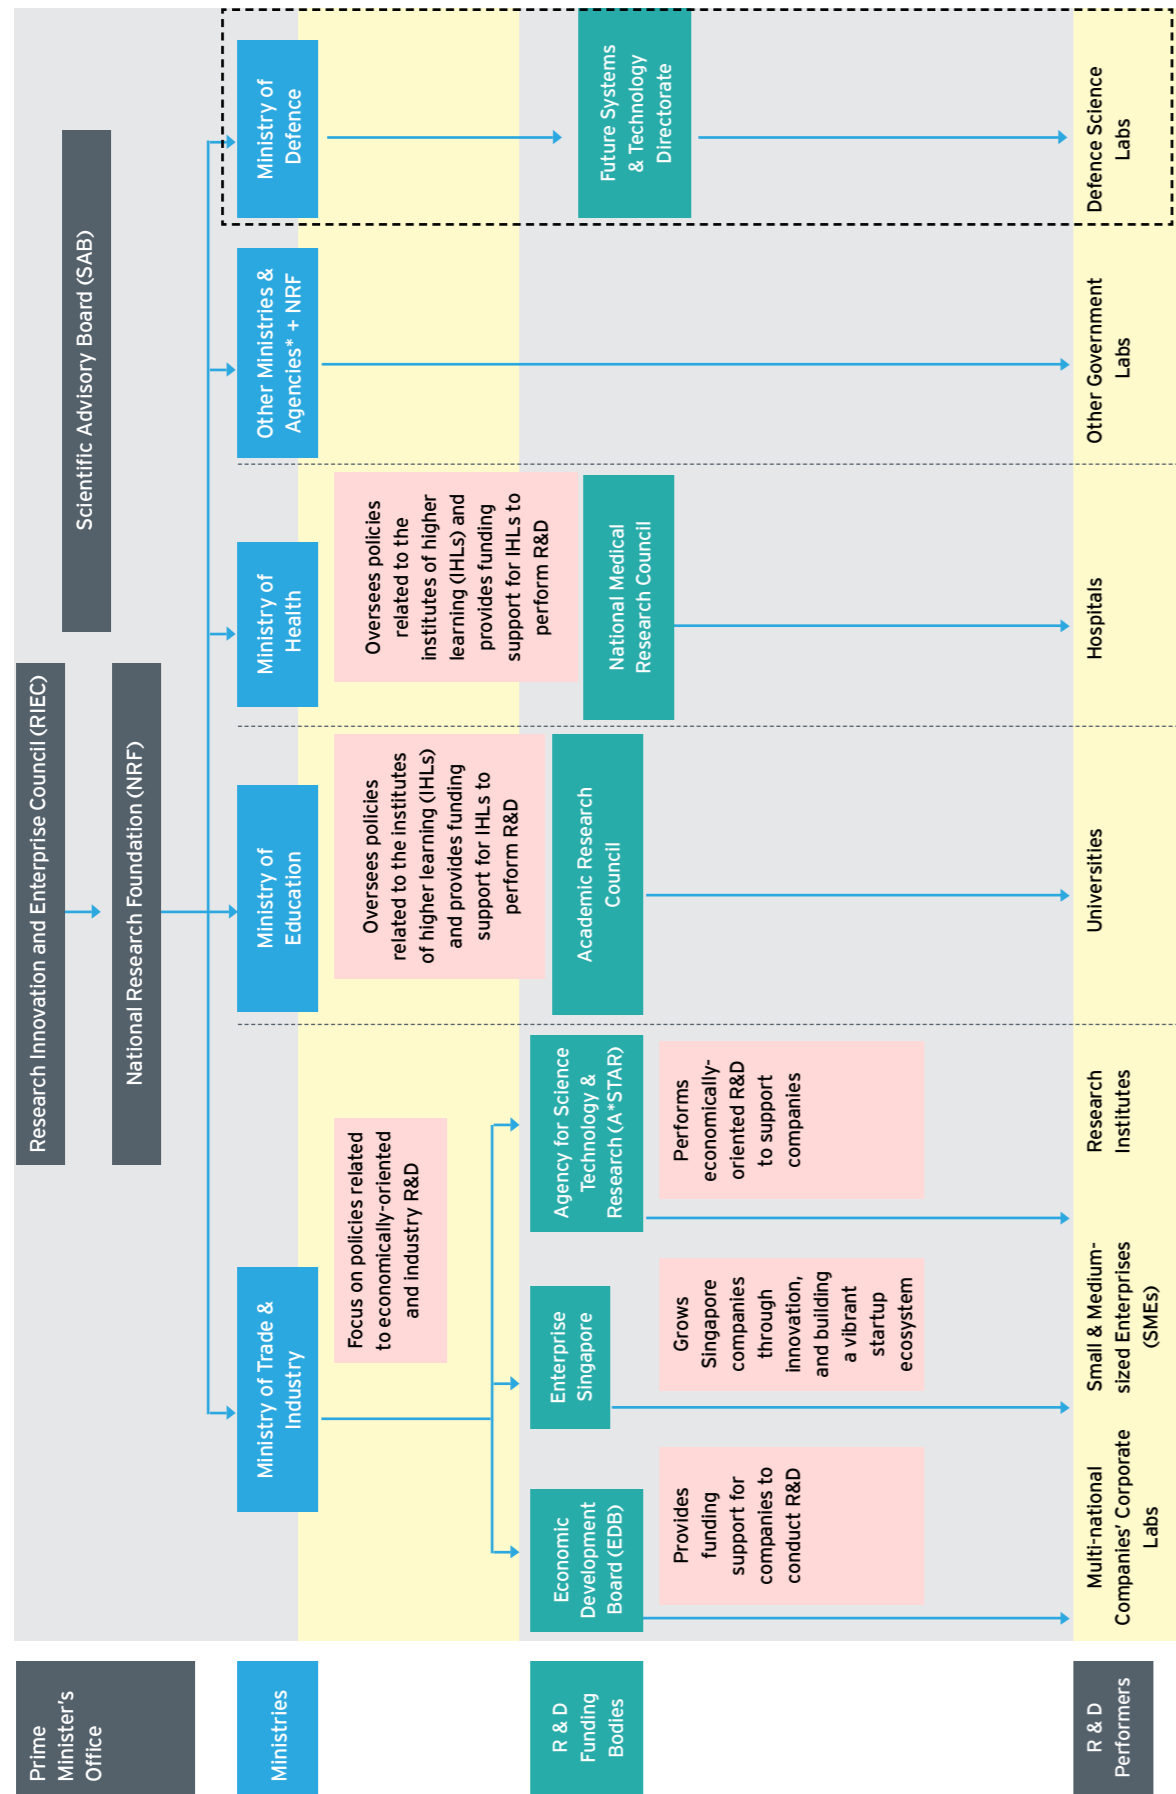 Prime
Minister's
Office
Research Innovation and Enterprise Council (RIEC)
National Research Foundation (NRF)
Scientific Advisory Board (SAB)
Ministries
Ministry of Trade &
Industry
Ministry of
Education
Ministry of
Health
Other Ministries &
Agencies* + NRF
Ministry of
Defence
Focus on policies related
to economically-oriented
and industry R&D
Oversees policies
related to the institutes
of higher learning (IHLs)
and provides funding
support for IHLs to
perform R&D
Oversees policies
related to the
institutes of higher
learning (IHLs) and
provides funding
support for IHLs to
perform R&D
R & D
Funding
Bodies
Economic
Development
Board (EDB)
Enterprise
Singapore
Agency for Science
Technology &
Research (A*STAR)
Academic Research
Council
National Medical
Research Council
Future Systems
& Technology
Directorate
Provides
funding
support for
companies to
conduct R&D
Grows
Singapore
companies
through
innovation,
and building
a vibrant
startup
ecosystem
Performs
economically-
oriented R&D
to support
companies
R & D
Performers
Multi-national
Companies' Corporate
Labs
Small & Medium-
sized Enterprises
(SMEs)
Research
Institutes
Universities
Hospitals
Other Government
Labs
Defence Science
Labs